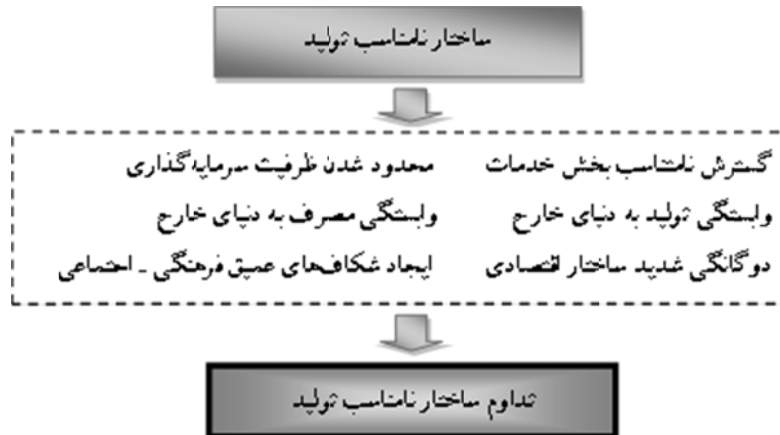 ساختار نامناسب تولید
گسترش نامتناسب بخش خدمات
محدود شدن ظرفیت سرمایه‌گذاری
وابستگی تولید به دنیای خارج
وابستگی مصرف به دنیای خارج
دوگانگی شدید ساختار اقتصادی
ایجاد شکاف‌های عمیق فرهنگی - اجتماعی
تداوم ساختار نامناسب تولید